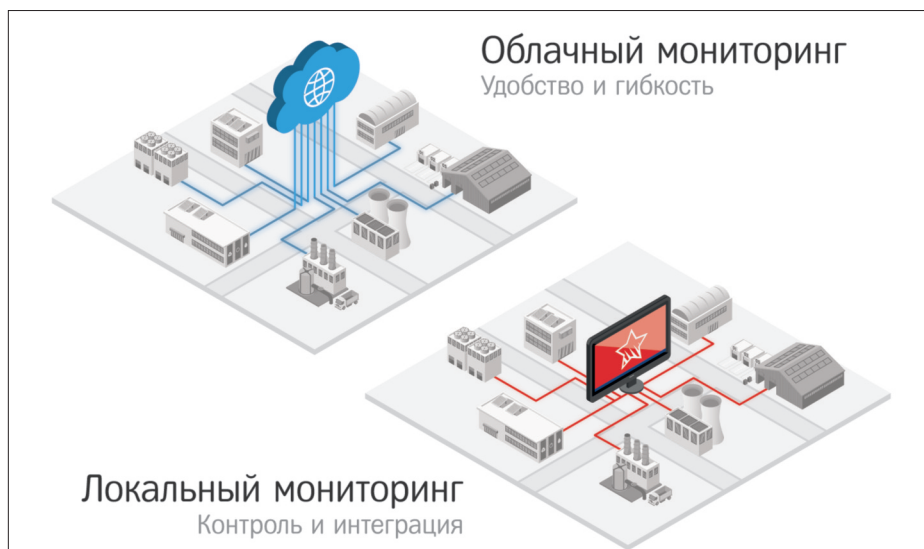 Облачный мониторинг
Удобство и гибкость
Локальный мониторинг
Контроль и интеграция